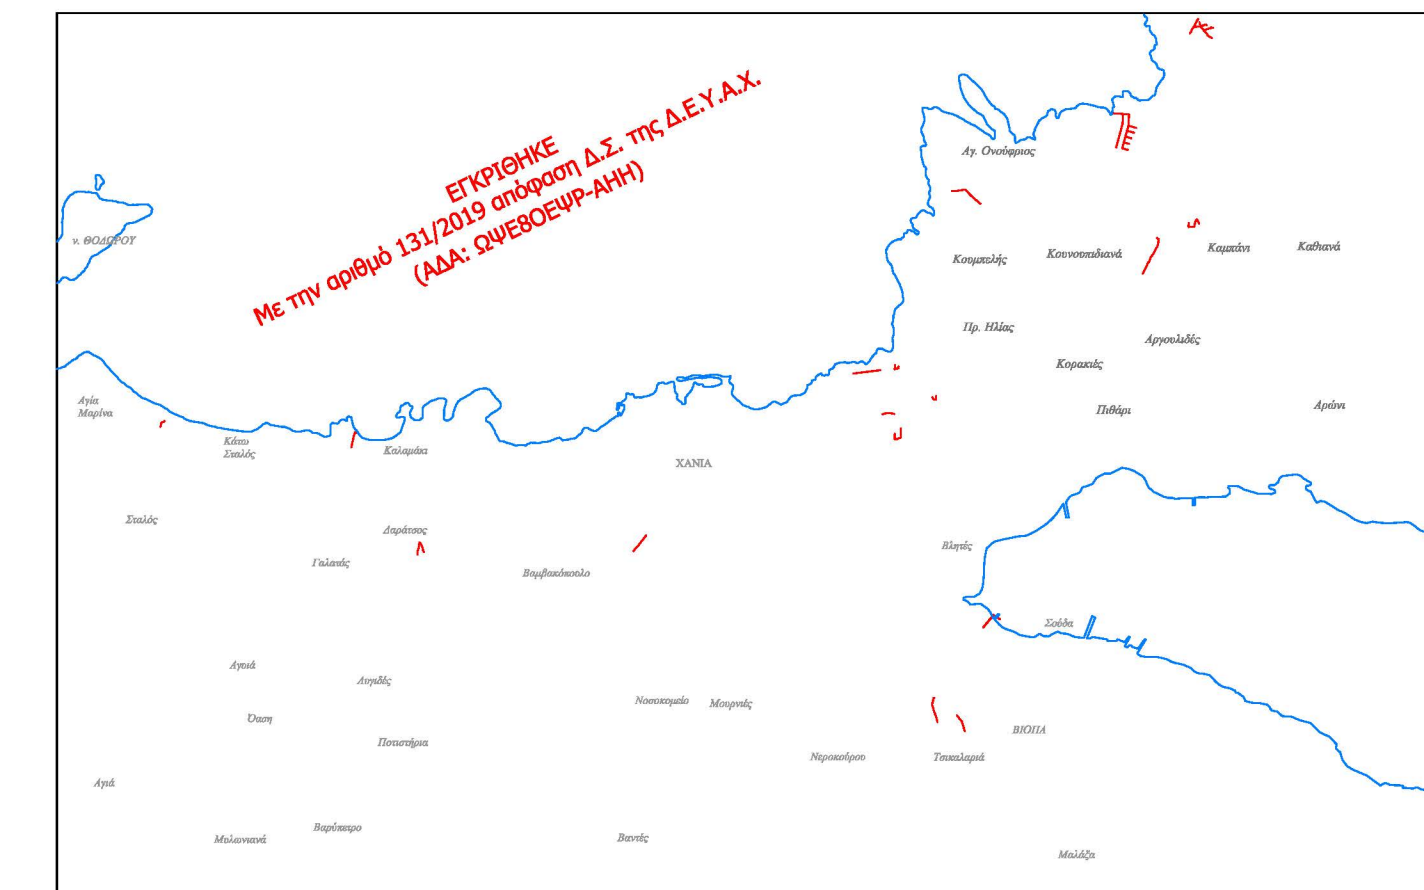 ΕΓΚΡΙΘΗΚΕ
Με την αριθμό 131/2019 απόφαση Δ.Σ. της Δ.Ε.Υ.Α.Χ.
(ΑΔΑ: ΩΨΕ8ΟΕΨΡ-ΑΗΗ)
Αγ. Ονούφριος
ν. ΘΟΔΩΡΟΥ
Κουμπελής
Κουνουπιδιανά
Καμπάνι
Καθιανά
Πρ. Ηλίας
Αργουλιδές
Κορακιές
Αγία
Μαρίνα
Πιθάρι
Αρώνι
Κάτω
Σταλός
Καλαμάκι
ΧΑΝΙΑ
Σταλός
Δαράτσος
Βλητές
Γαλατάς
Βαμβακόπουλο
Σούδα
Αγυιά
Λυγιδές
Νοσοκομείο
Μουρνιές
Όαση
ΒΙΟΠΑ
Ποτιστήρια
Νεροκούρου
Τσικαλαριά
Αγιά
Μυλωνιανά
Βαρύπετρο
Βαντές
Μαλάξα